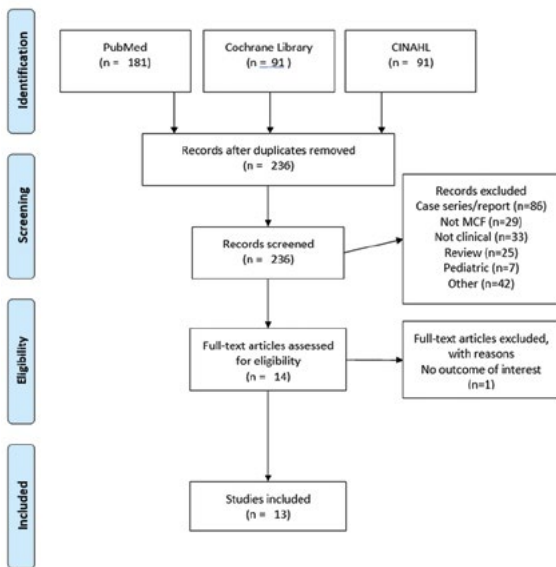 Identification
PubMed
(n = 181)
Cochrane Library
(n = 91 )
CINAHL
(n = 91)
Records after duplicates removed
(n = 236)
Screening
Records screened
(n = 236)
Records excluded
Case series/report (n=86)
Not MCF (n=29)
Not clinical (n=33)
Review (n=25)
Pediatric (n=7)
Other (n=42)
Eligibility
Full-text articles assessed
for eligibility
(n = 14)
Full-text articles excluded,
with reasons
No outcome of interest
(n=1)
Included
Studies included
(n = 13)